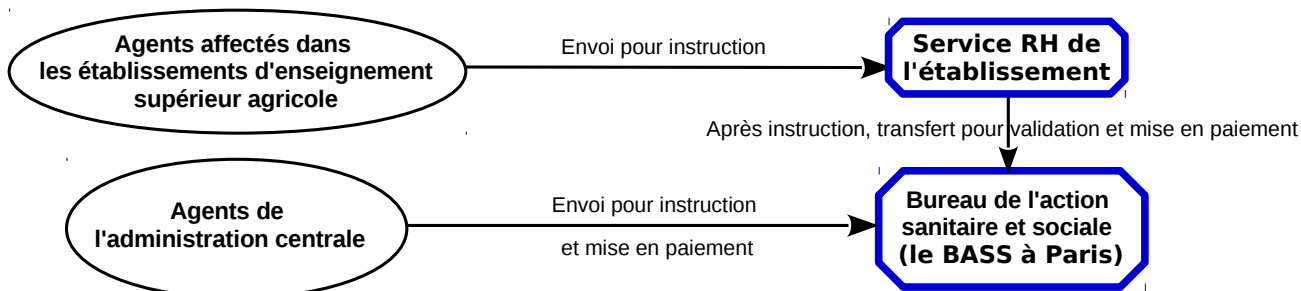 Agents affectés dans
les établissements d'enseignement
supérieur agricole
Envoi pour instruction
Service RH de
l'établissement
Après instruction, transfert pour validation et mise en paiement
Agents de
l'administration centrale
Envoi pour instruction
et mise en paiement
Bureau de l'action
sanitaire et sociale
(le BASS à Paris)